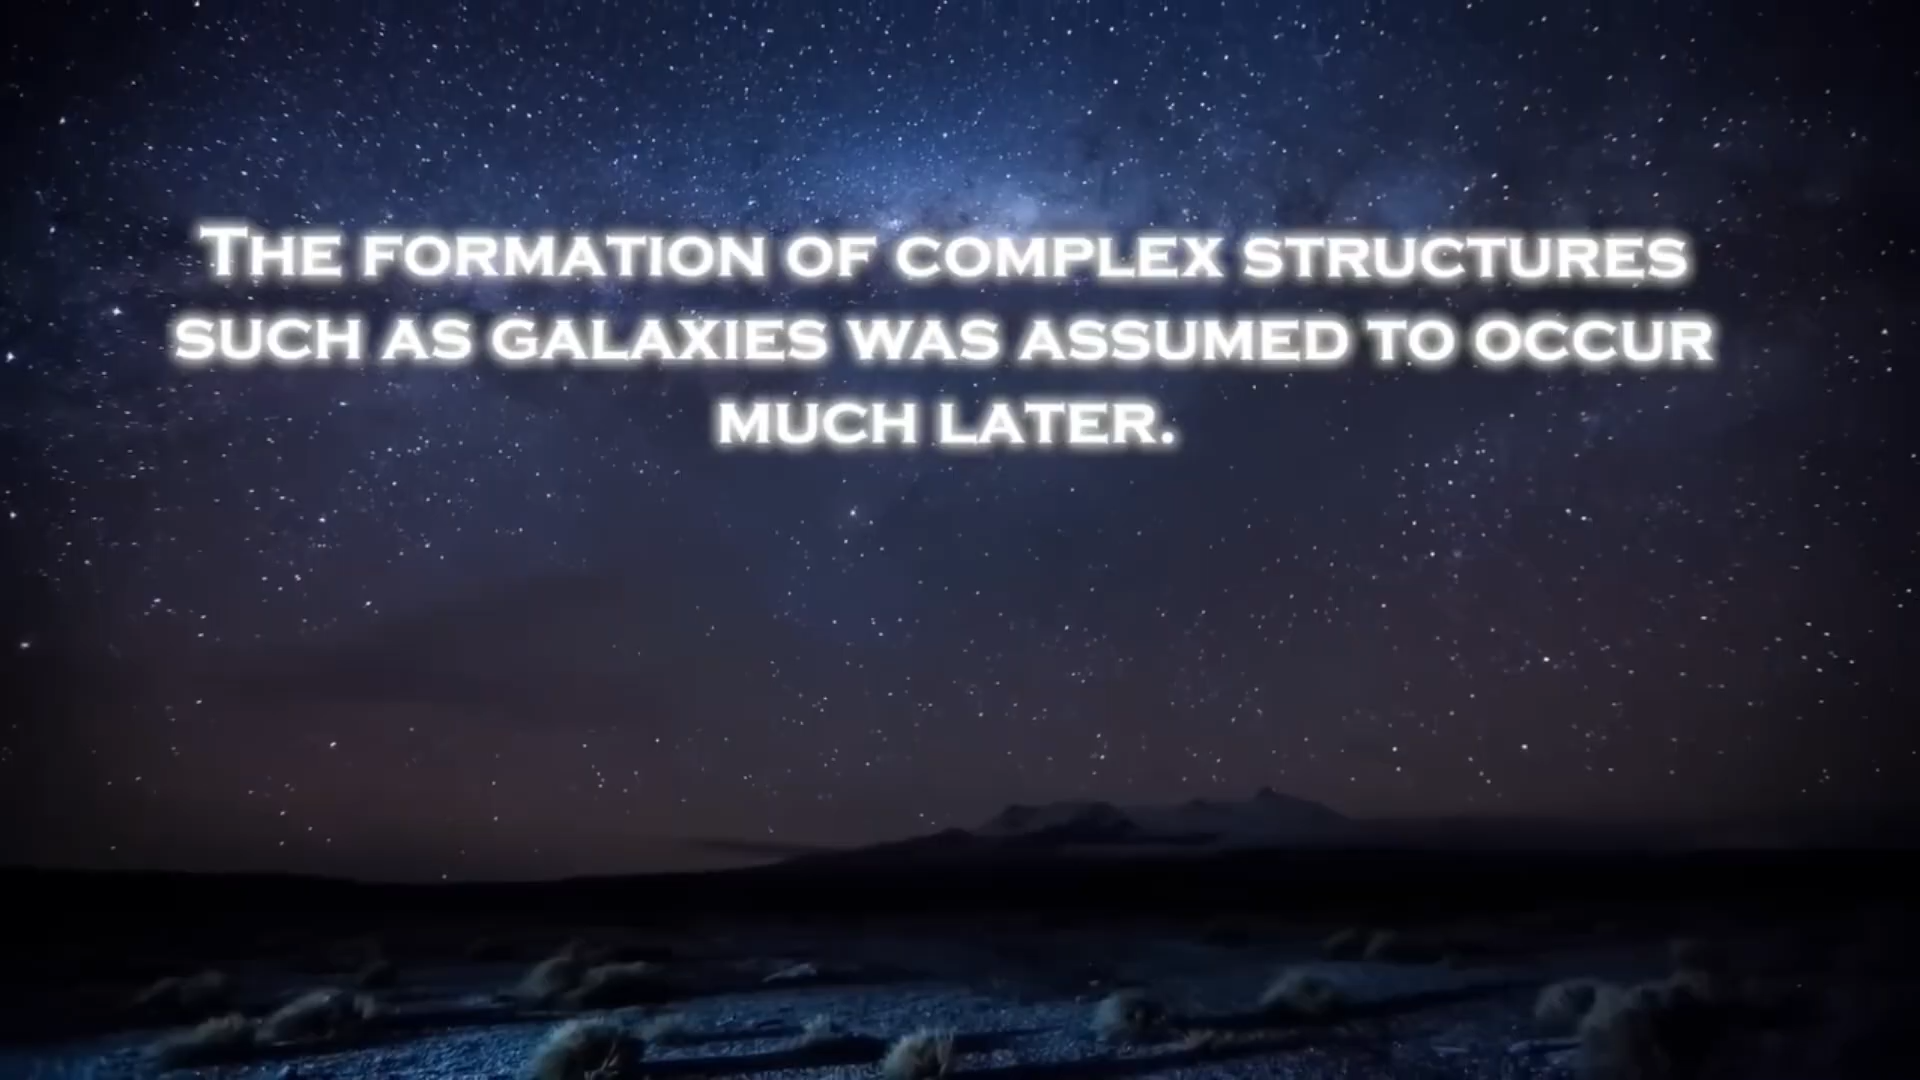 The formation of complex structures
such as galaxies was assumed to occur
much later.